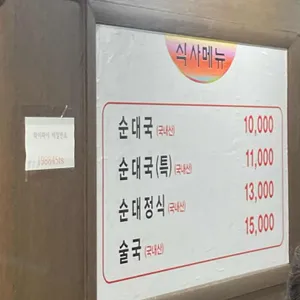 식사메뉴
순대국 (국내산) 10,000
순대국(특) (국내산) 11,000
순대정식 (국내산) 13,000
술국 (국내산) 15,000